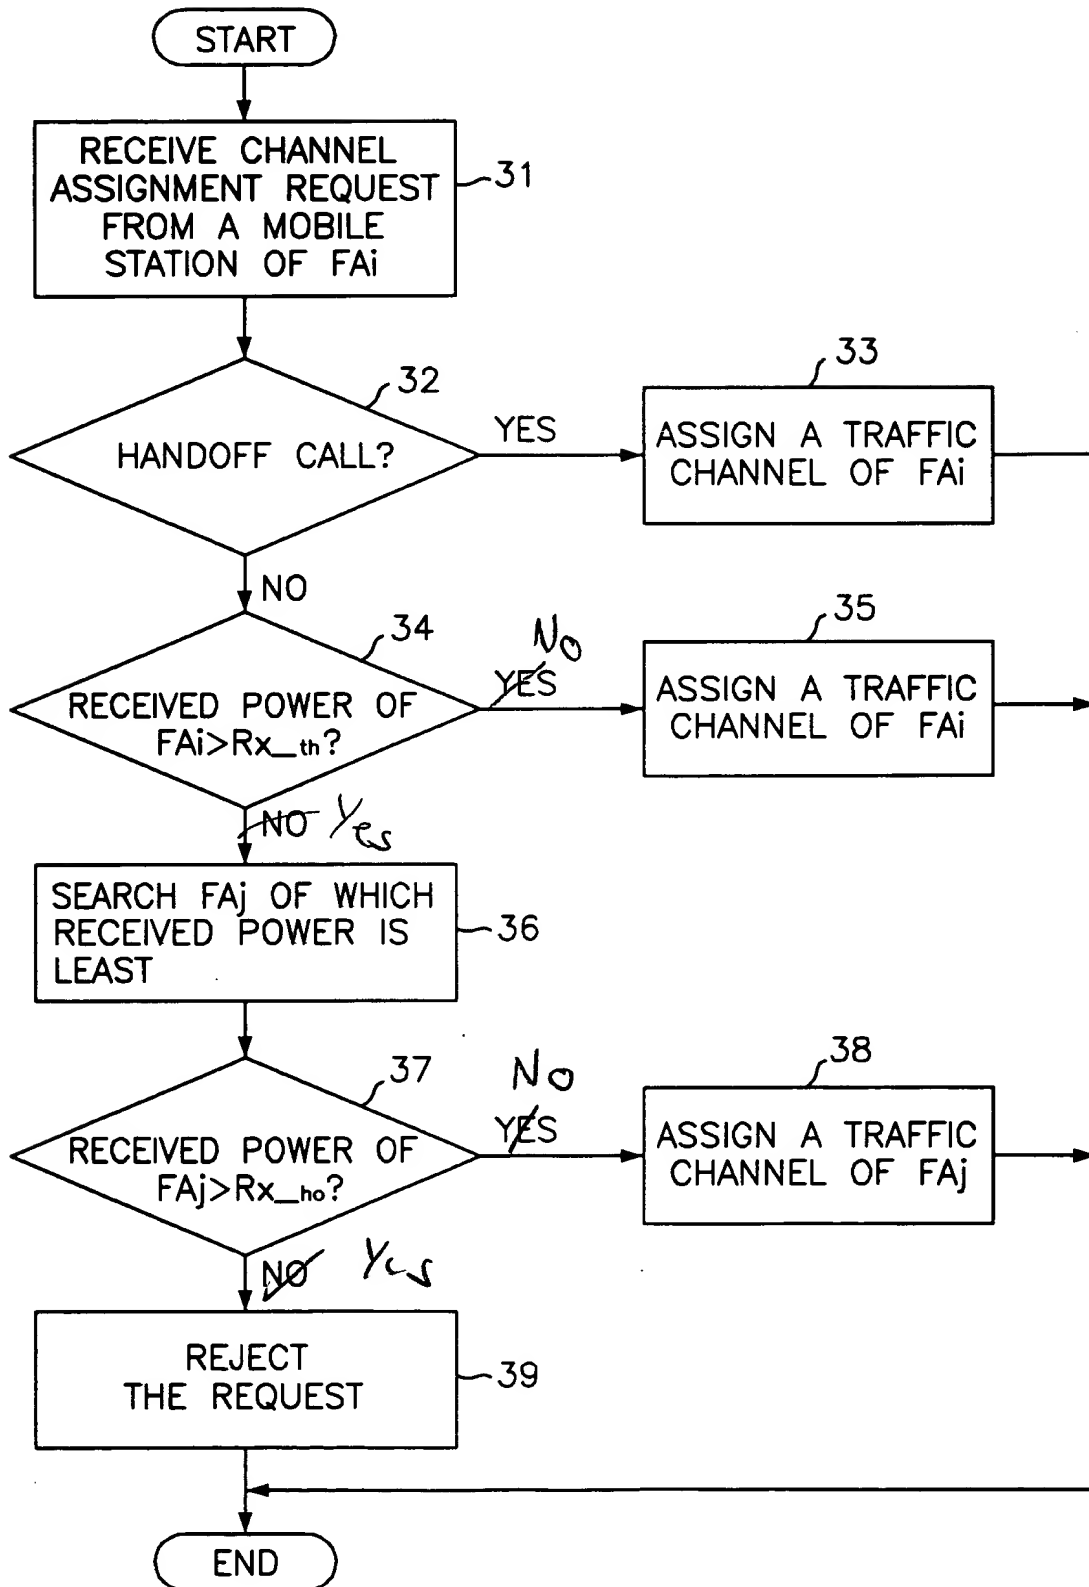 START
RECEIVE CHANNEL
ASSIGNMENT REQUEST
FROM A MOBILE
STATION OF FAi
31
HANDOFF CALL?
32
YES
ASSIGN A TRAFFIC
CHANNEL OF FAi
33
NO
RECEIVED POWER OF
FAi>Rx_th?
34
YES
No
ASSIGN A TRAFFIC
CHANNEL OF FAi
35
NO
Yes
SEARCH FAj OF WHICH
RECEIVED POWER IS
LEAST
36
RECEIVED POWER OF
FAj>Rx_ho?
37
YES
No
ASSIGN A TRAFFIC
CHANNEL OF FAj
38
NO
Yes
REJECT
THE REQUEST
39
END